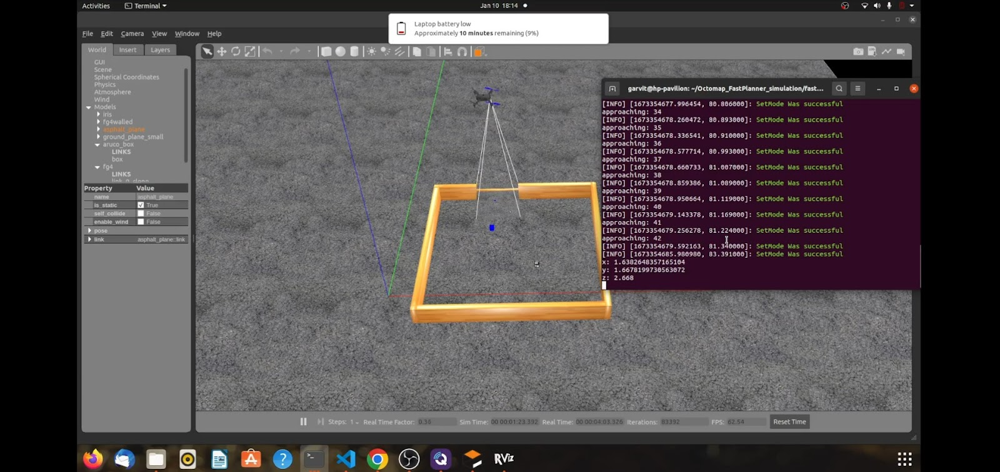 Activities Terminal Jan 10 18:14
Laptop battery low
Approximately 10 minutes remaining (9%)
File Edit Camera View Window Help
World Insert Layers
GUI
Scene
Spherical Coordinates
Physics
Atmosphere
Wind
Models
iris
fg4walled
asphalt_plane
ground_plane_small
aruco_box
LINKS
box
fg4
LINKS
Property Value
name asphalt_plane
is_static True
self_collide False
enable_wind False
pose
link asphalt_plane::link
garvit@hp-pavilion: ~/Octomap_FastPlanner_simulation/fast...
[INFO] [1673354677.996454, 80.806000]: SetMode Was successful
approaching: 34
[INFO] [1673354678.260472, 80.893000]: SetMode Was successful
approaching: 35
[INFO] [1673354678.336541, 80.910000]: SetMode Was successful
approaching: 36
[INFO] [1673354678.577714, 80.993000]: SetMode Was successful
approaching: 37
[INFO] [1673354678.660733, 81.007000]: SetMode Was successful
approaching: 38
[INFO] [1673354678.859386, 81.089000]: SetMode Was successful
approaching: 39
[INFO] [1673354678.950664, 81.119000]: SetMode Was successful
approaching: 40
[INFO] [1673354679.143378, 81.169000]: SetMode Was successful
approaching: 41
[INFO] [1673354679.256278, 81.224000]: SetMode Was successful
approaching: 42
[INFO] [1673354679.592163, 81.340000]: SetMode Was successful
[INFO] [1673354685.980980, 83.391000]: SetMode Was successful
x: 1.6382648357165104
y: 1.6678199730563072
z: 2.668
Steps: 1 Real Time Factor: 0.36 Sim Time: 00 00:01:23.392 Real Time: 00 00:04:03.326 Iterations: 83392 FPS: 62.54 Reset Time
RViz